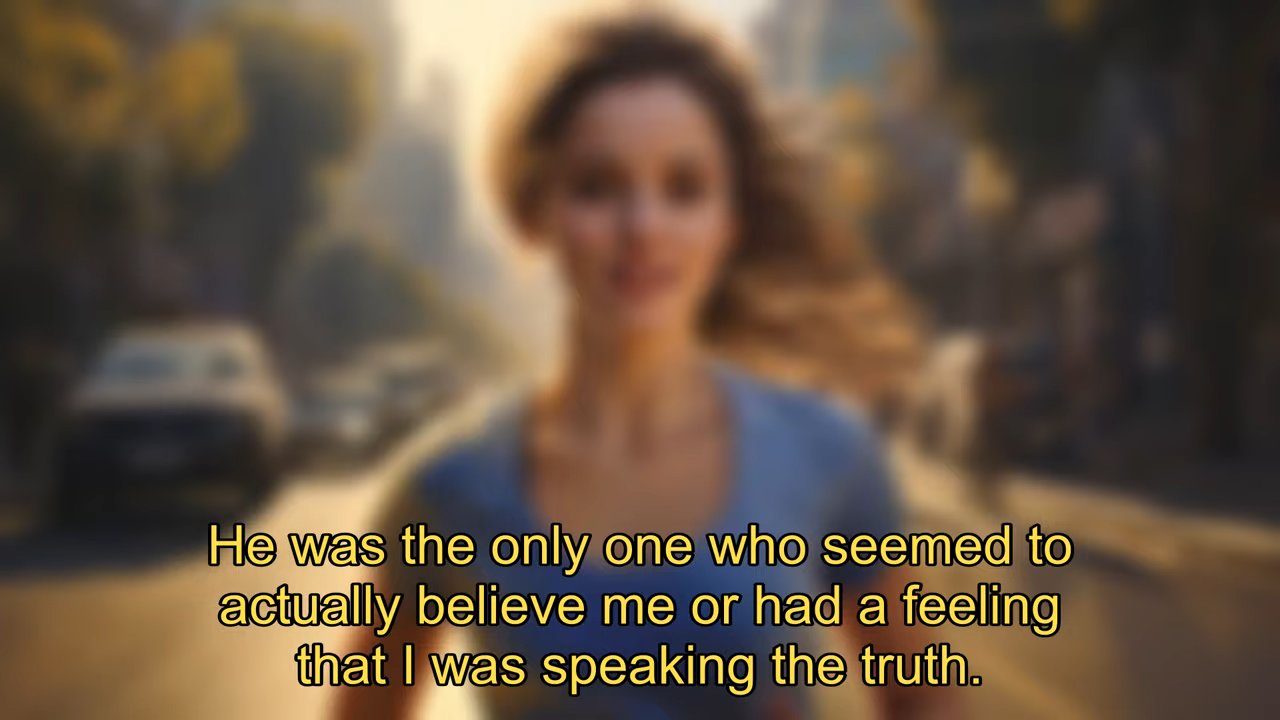 He was the only one who seemed to
actually believe me or had a feeling
that I was speaking the truth.